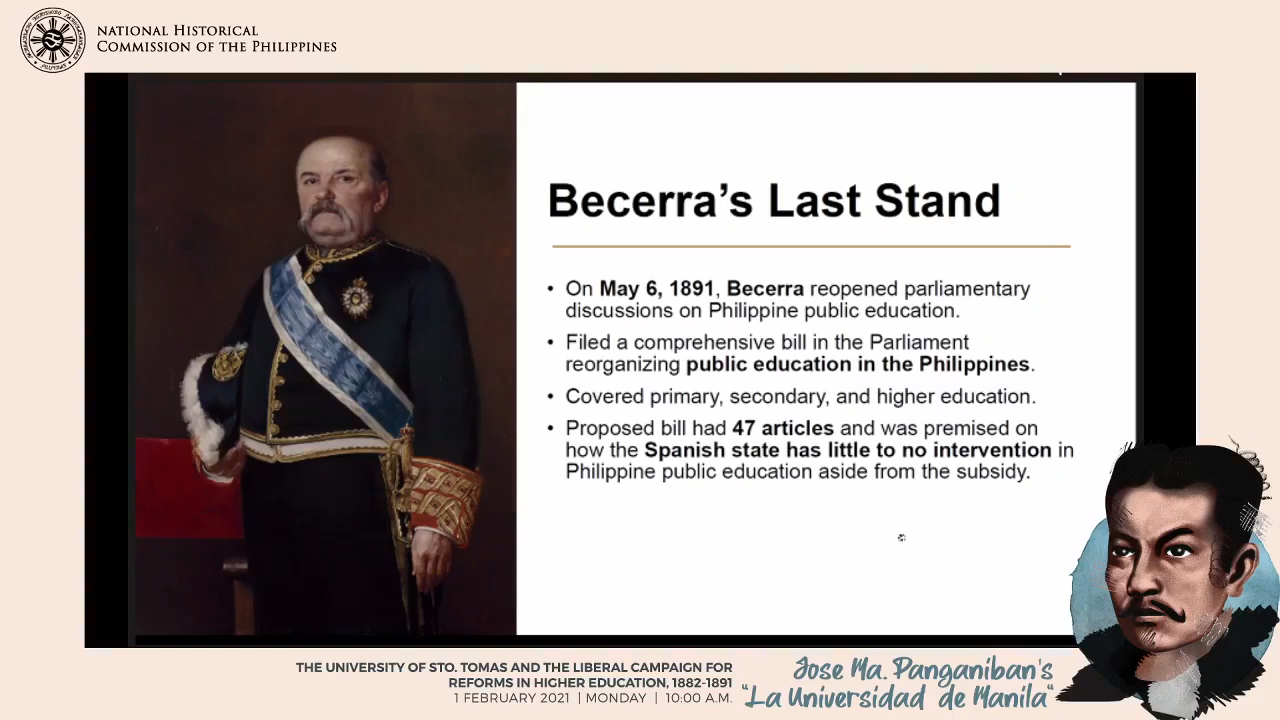 NATIONAL HISTORICAL
COMMISSION OF THE PHILIPPINES
Becerra’s Last Stand
• On May 6, 1891, Becerra reopened parliamentary
discussions on Philippine public education.
• Filed a comprehensive bill in the Parliament
reorganizing public education in the Philippines.
• Covered primary, secondary, and higher education.
• Proposed bill had 47 articles and was premised on
how the Spanish state has little to no intervention in
Philippine public education aside from the subsidy.
THE UNIVERSITY OF STO. TOMAS AND THE LIBERAL CAMPAIGN FOR
REFORMS IN HIGHER EDUCATION, 1882-1891
1 FEBRUARY 2021 | MONDAY | 10:00 A.M.
Jose Ma. Panganiban's
"La Universidad de Manila"